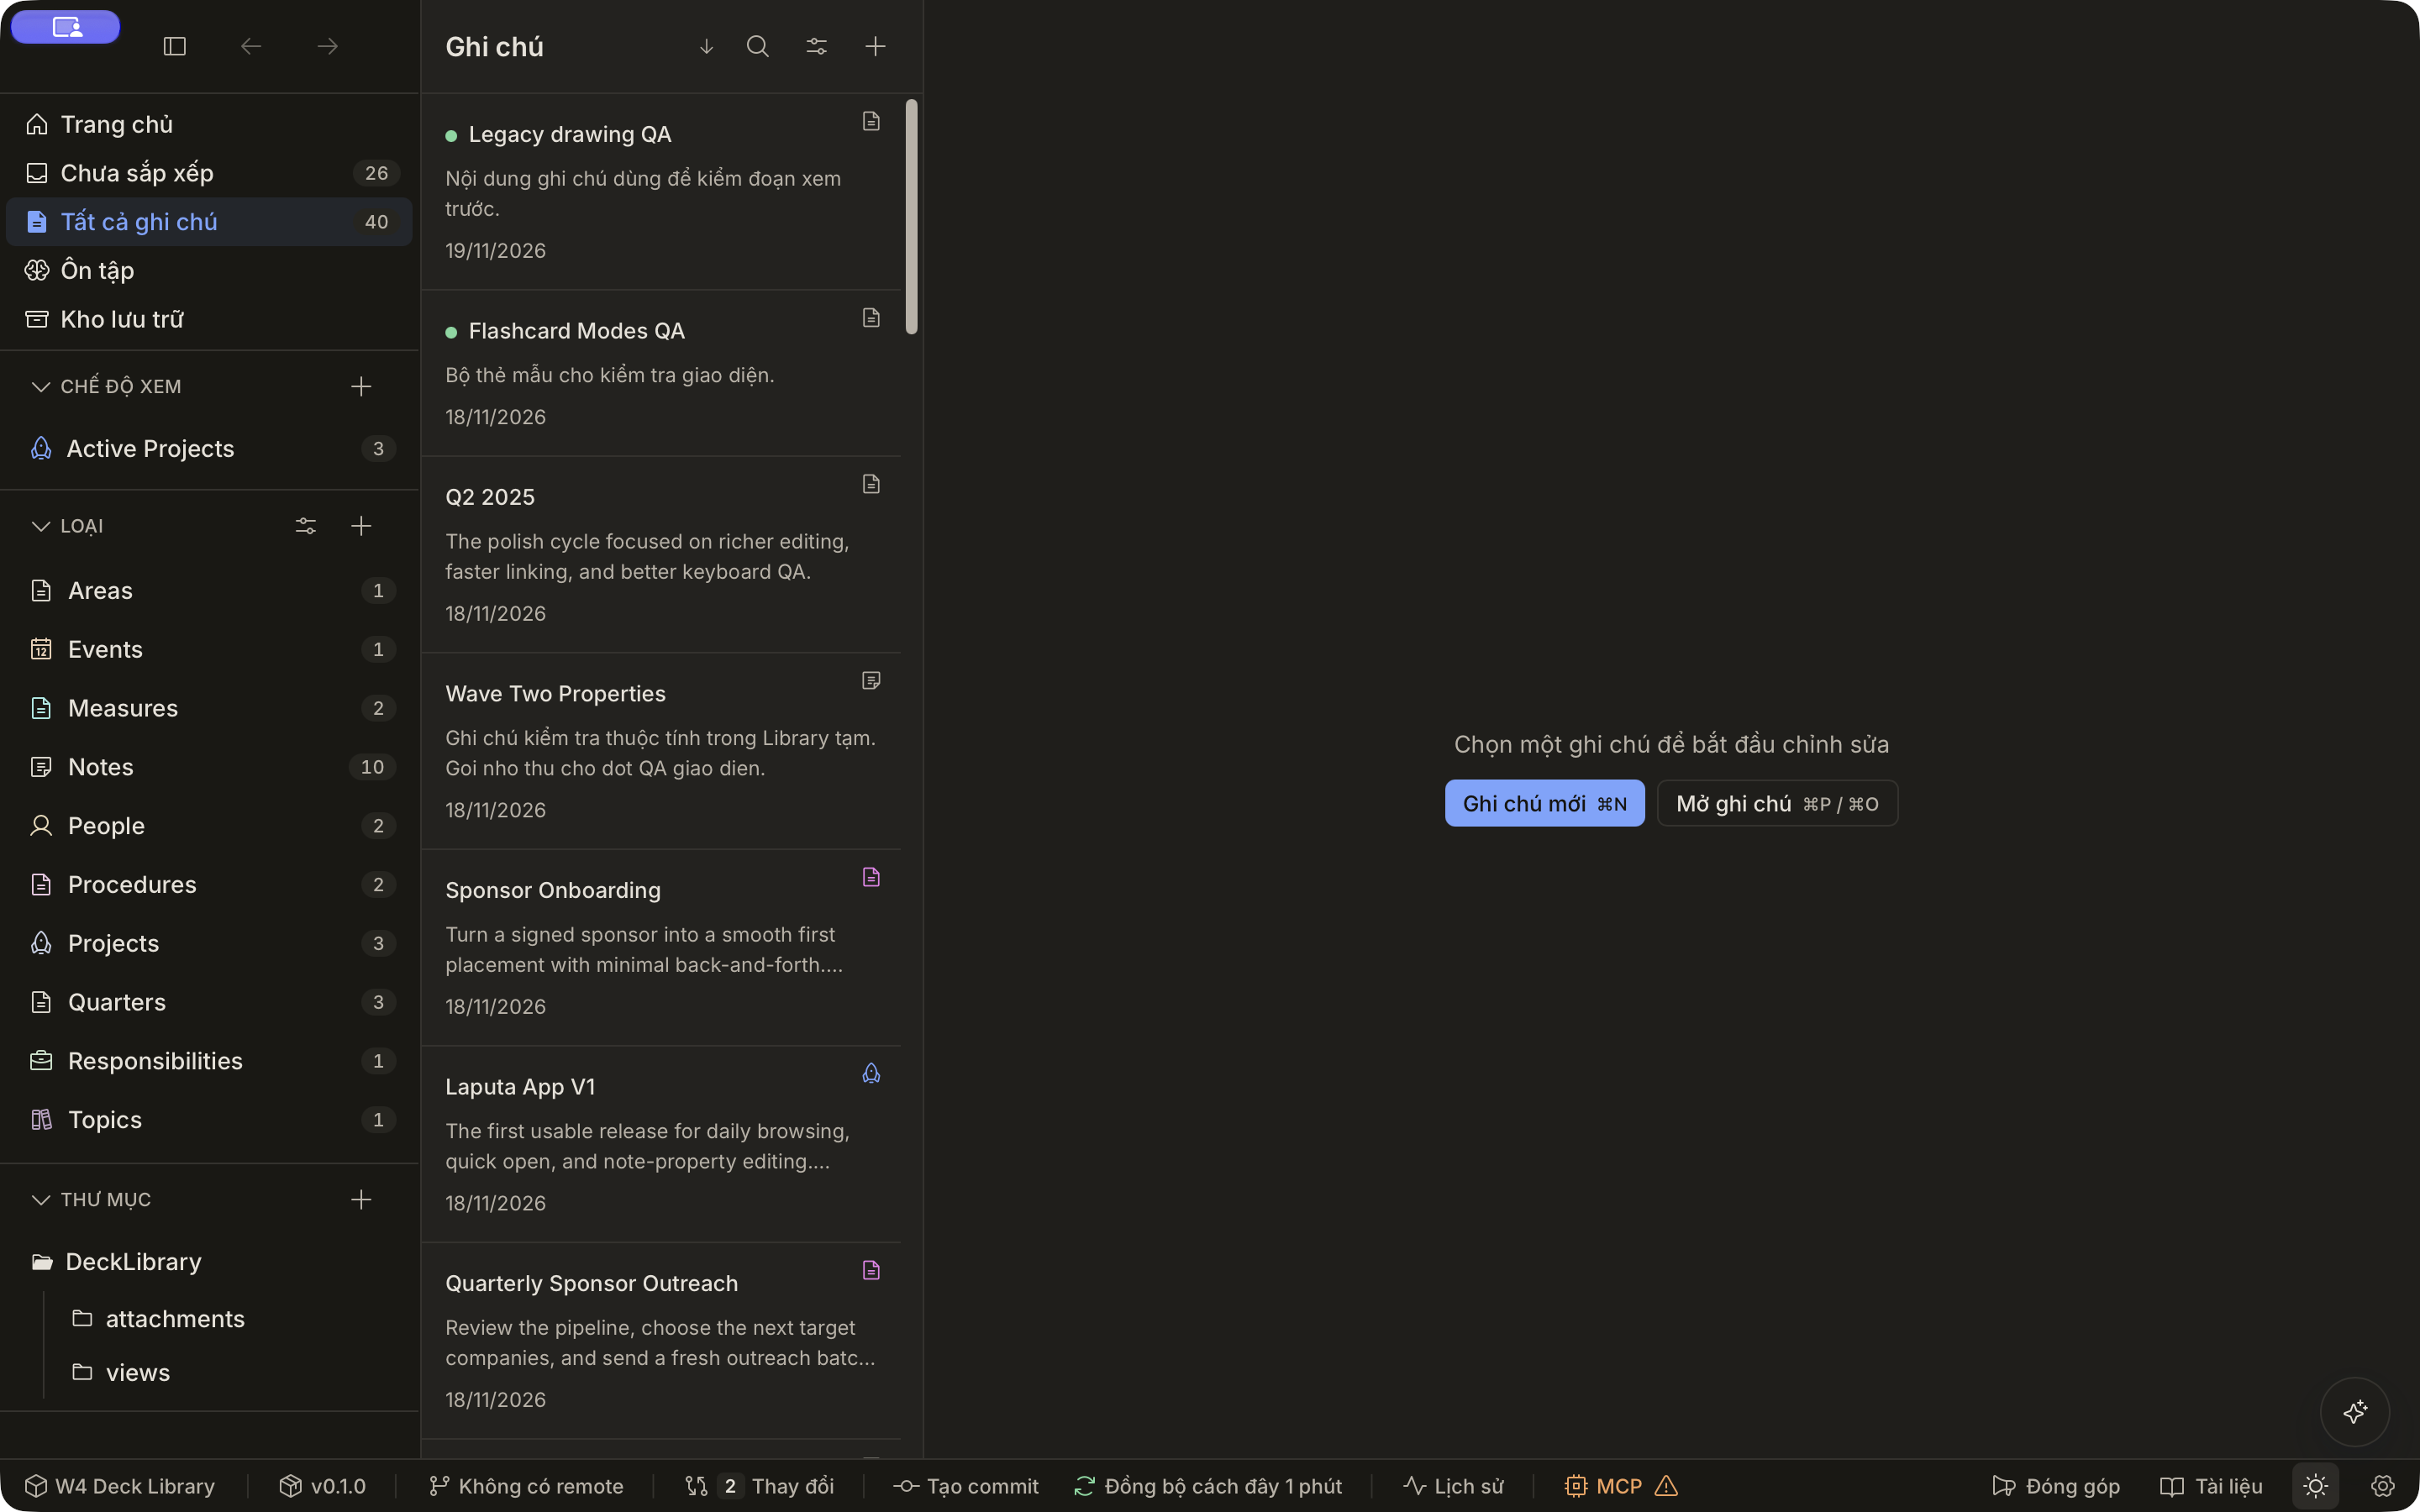 Trang chủ
Chưa sắp xếp 26
Tất cả ghi chú 40
Ôn tập
Kho lưu trữ
CHẾ ĐỘ XEM
Active Projects 3
LOẠI
Areas 1
12
Events 1
Measures 2
Notes 10
People 2
Procedures 2
Projects 3
Quarters 3
Responsibilities 1
Topics 1
THƯ MỤC
DeckLibrary
attachments
views
Ghi chú
Legacy drawing QA
Nội dung ghi chú dùng để kiểm đoạn xem
trước.
19/11/2026
Flashcard Modes QA
Bộ thẻ mẫu cho kiểm tra giao diện.
18/11/2026
Q2 2025
The polish cycle focused on richer editing,
faster linking, and better keyboard QA.
18/11/2026
Wave Two Properties
Ghi chú kiểm tra thuộc tính trong Library tạm.
Goi nho thu cho dot QA giao dien.
18/11/2026
Sponsor Onboarding
Turn a signed sponsor into a smooth first
placement with minimal back-and-forth....
18/11/2026
Laputa App V1
The first usable release for daily browsing,
quick open, and note-property editing....
18/11/2026
Quarterly Sponsor Outreach
Review the pipeline, choose the next target
companies, and send a fresh outreach batc...
18/11/2026
Chọn một ghi chú để bắt đầu chỉnh sửa
Ghi chú mới ⌘N
Mở ghi chú ⌘P / ⌘O
W4 Deck Library
v0.1.0
Không có remote
2 Thay đổi
Tạo commit
Đồng bộ cách đây 1 phút
Lịch sử
MCP
Đóng góp
Tài liệu